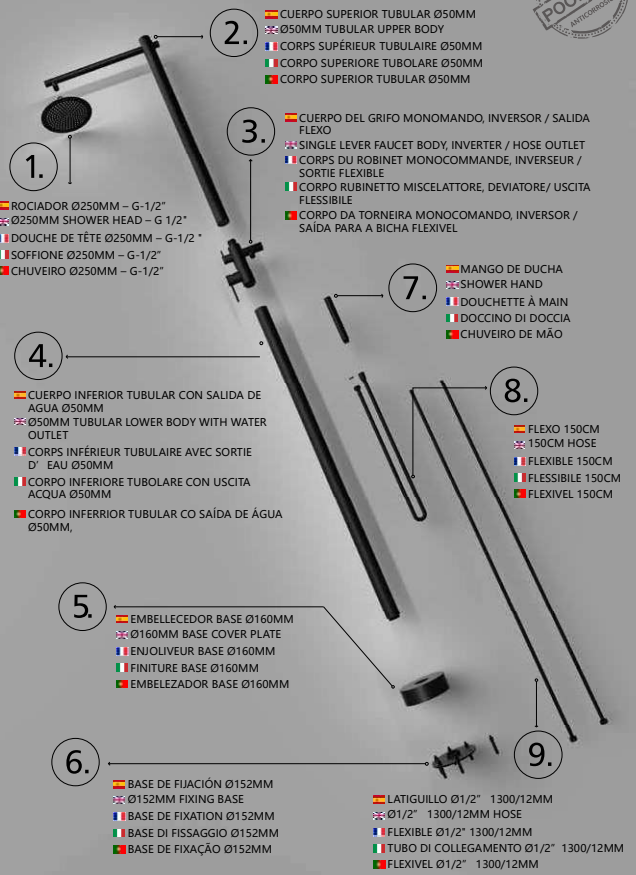 2.
CUERPO SUPERIOR TUBULAR Ø50MM
Ø50MM TUBULAR UPPER BODY
CORPS SUPÉRIEUR TUBULAIRE Ø50MM
CORPO SUPERIORE TUBOLARE Ø50MM
CORPO SUPERIOR TUBULAR Ø50MM
ANTICORROS
3.
CUERPO DEL GRIFO MONOMANDO, INVERSOR / SALIDA
FLEXO
SINGLE LEVER FAUCET BODY, INVERTER / HOSE OUTLET
CORPS DU ROBINET MONOCOMMANDE, INVERSEUR /
SORTIE FLEXIBLE
CORPO RUBINETTO MISCELATTORE, DEVIATORE/ USCITA
FLESSIBILE
CORPO DA TORNEIRA MONOCOMANDO, INVERSOR /
SAÍDA PARA A BICHA FLEXIVEL
1.
ROCIADOR Ø250MM – G-1/2"
Ø250MM SHOWER HEAD – G 1/2"
DOUCHE DE TÊTE Ø250MM – G-1/2 "
SOFFIONE Ø250MM – G-1/2"
CHUVEIRO Ø250MM – G-1/2"
7.
MANGO DE DUCHA
SHOWER HAND
DOUCHETTE À MAIN
DOCCINO DI DOCCIA
CHUVEIRO DE MÃO
4.
CUERPO INFERIOR TUBULAR CON SALIDA DE
AGUA Ø50MM
Ø50MM TUBULAR LOWER BODY WITH WATER
OUTLET
CORPS INFÉRIEUR TUBULAIRE AVEC SORTIE
D' EAU Ø50MM
CORPO INFERIORE TUBOLARE CON USCITA
ACQUA Ø50MM
CORPO INFERRIOR TUBULAR CO SAÍDA DE ÁGUA
Ø50MM,
8.
FLEXO 150CM
150CM HOSE
FLEXIBLE 150CM
FLESSIBILE 150CM
FLEXIVEL 150CM
5.
EMBELLECEDOR BASE Ø160MM
Ø160MM BASE COVER PLATE
ENJOLIVEUR BASE Ø160MM
FINITURE BASE Ø160MM
EMBELEZADOR BASE Ø160MM
6.
BASE DE FIJACIÓN Ø152MM
Ø152MM FIXING BASE
BASE DE FIXATION Ø152MM
BASE DI FISSAGGIO Ø152MM
BASE DE FIXAÇÃO Ø152MM
9.
LATIGUILLO Ø1/2" 1300/12MM
Ø1/2" 1300/12MM HOSE
FLEXIBLE Ø1/2" 1300/12MM
TUBO DI COLLEGAMENTO Ø1/2" 1300/12MM
FLEXIVEL Ø1/2" 1300/12MM